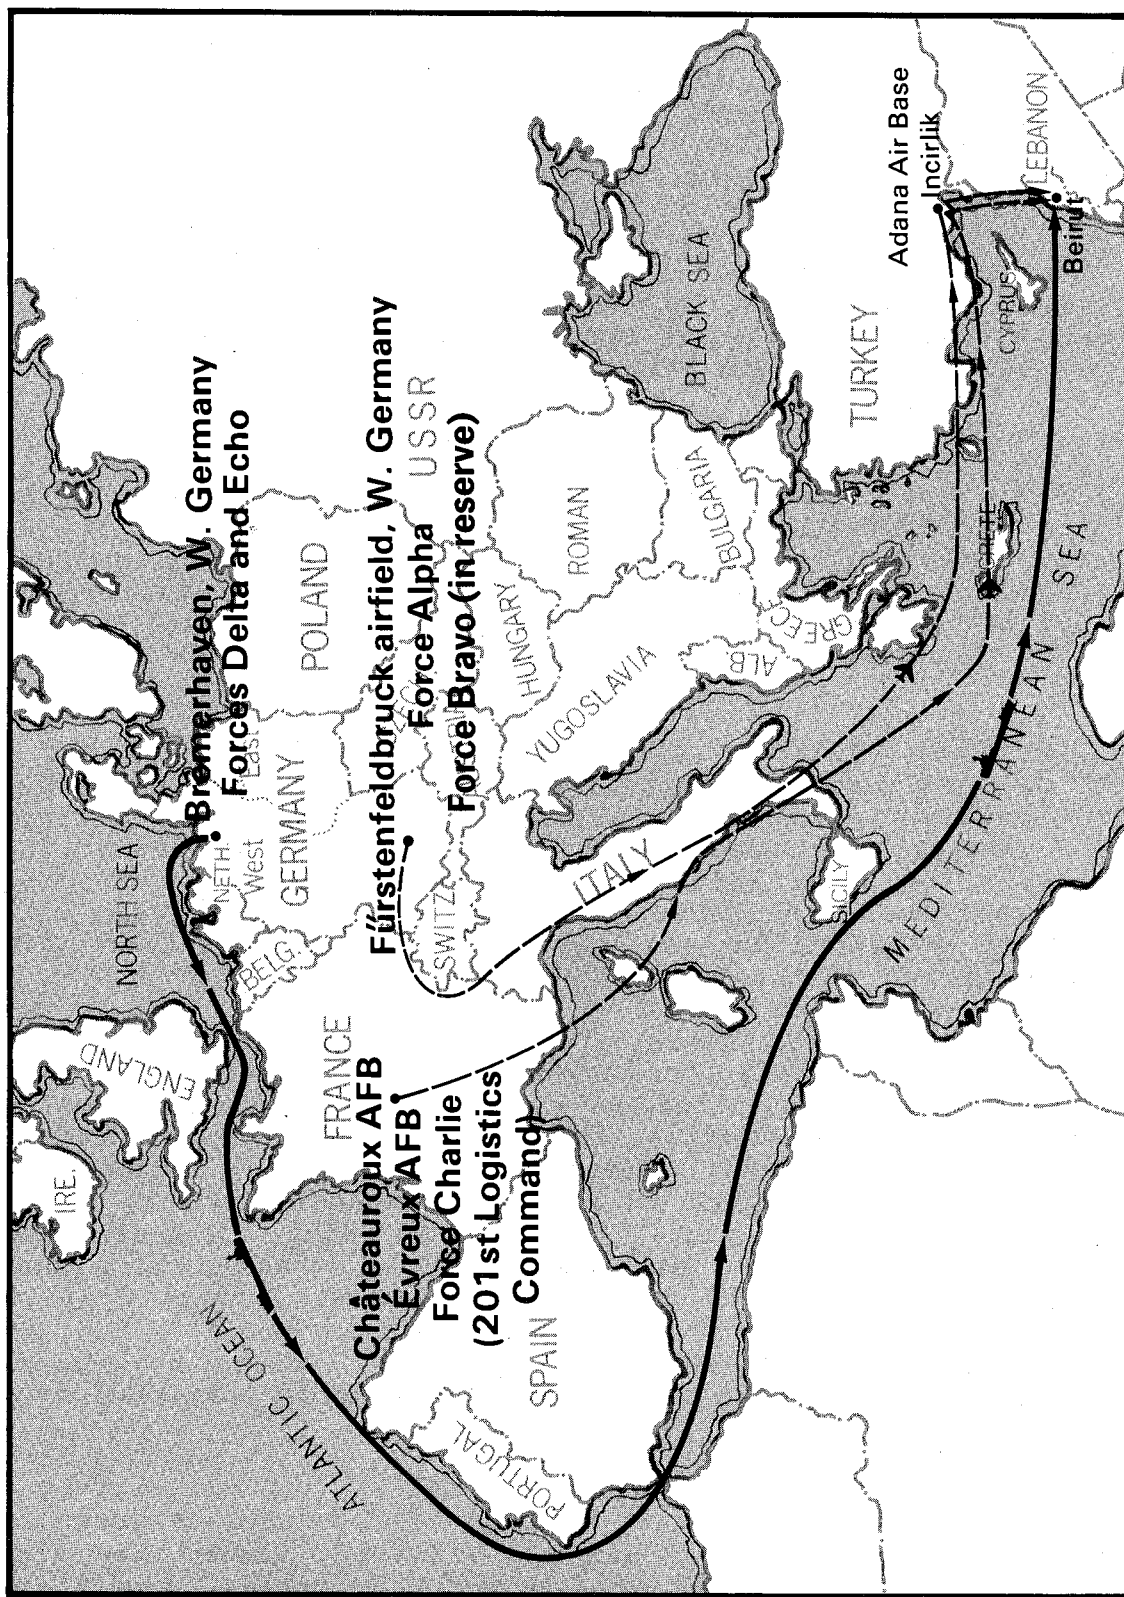 IRE.
ENGLAND
NORTH SEA
ATLANTIC OCEAN
Bremerhaven, W. Germany
Forces Delta and Echo
NETH.
West
East
GERMANY
BELG.
POLAND
FRANCE
Fürstenfeldbruck airfield, W. Germany
Force Alpha
Force Bravo (in reserve)
USSR
SWITZ.
HUNGARY
ROMAN
Châteauroux AFB
Évreux AFB
Force Charlie
(201st Logistics
Command)
SPAIN
PORTUGAL
ITALY
YUGOSLAVIA
BULGARIA
ALB
GREECE
BLACK SEA
TURKEY
SICILY
CRETE
CYPRUS
MEDITERRANEAN SEA
Adana Air Base
Incirlik
LEBANON
Beirut